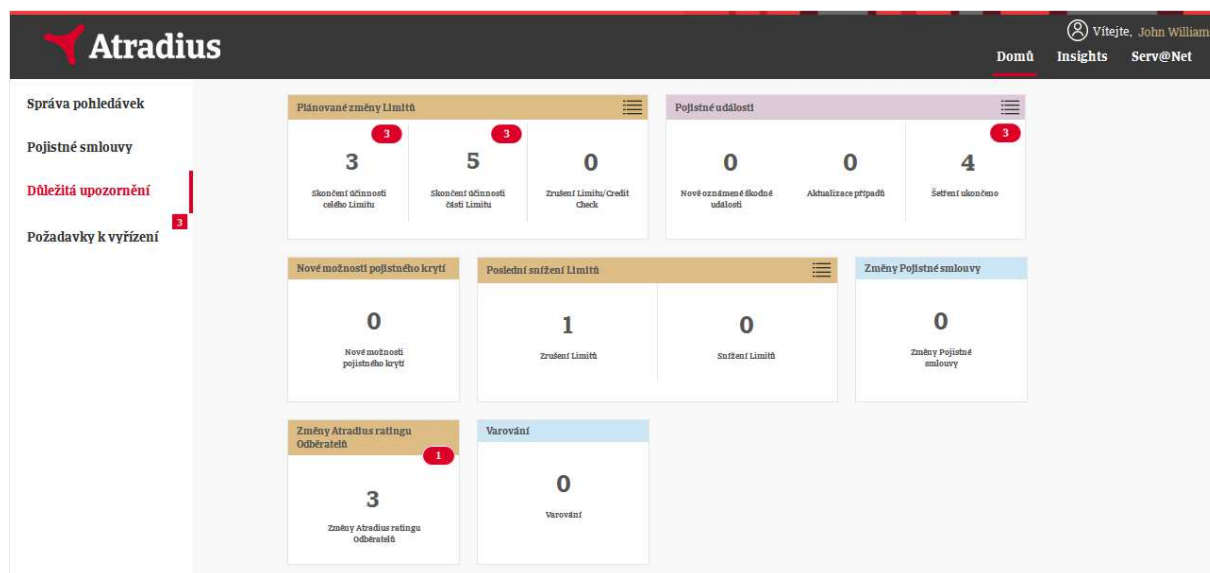 Atradius
Vítejte, John William
Domů Insights Serv@Net
Správa pohledávek
Pojistné smlouvy
Důležitá upozornění
3
Požadavky k vyřízení
Plánované změny Limitů
3
3
Skončení účinnosti
celého Limitu
3
5
Skončení účinnosti
části Limitu
0
Zrušení Limitu/Credit
Check
Pojistné události
0
Nově oznámené škodné
události
0
Aktualizace případů
3
4
Šetření ukončeno
Nové možnosti pojistného krytí
0
Nové možnosti
pojistného krytí
Poslední snížení Limitů
1
Zrušení Limitů
0
Snížení Limitů
Změny Pojistné smlouvy
0
Změny Pojistné
smlouvy
Změny Atradius ratingu
Odběratelů
1
3
Změny Atradius ratingu
Odběratelů
Varování
0
Varování